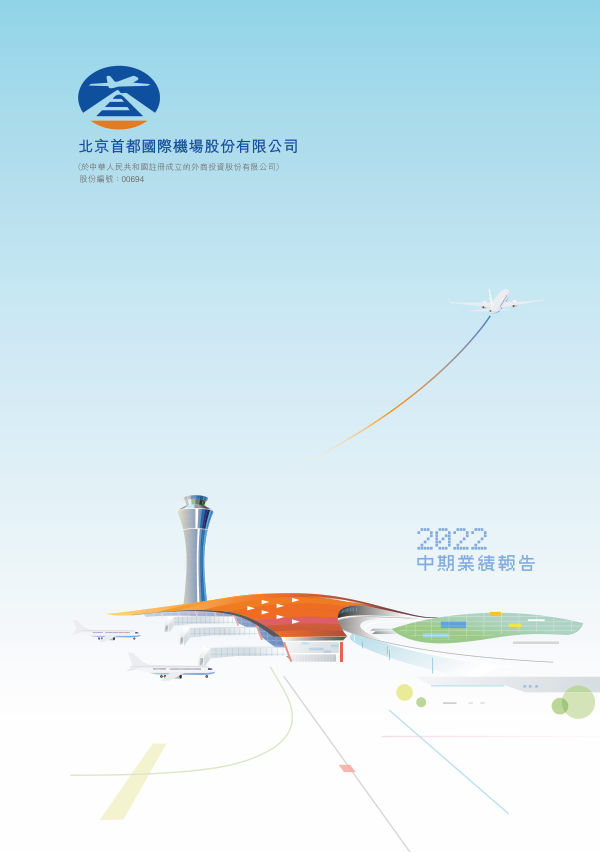 北京首都國際機場股份有限公司
(於中華人民共和國註冊成立的外商投資股份有限公司)
股份編號：00694
2022
中期業績報告